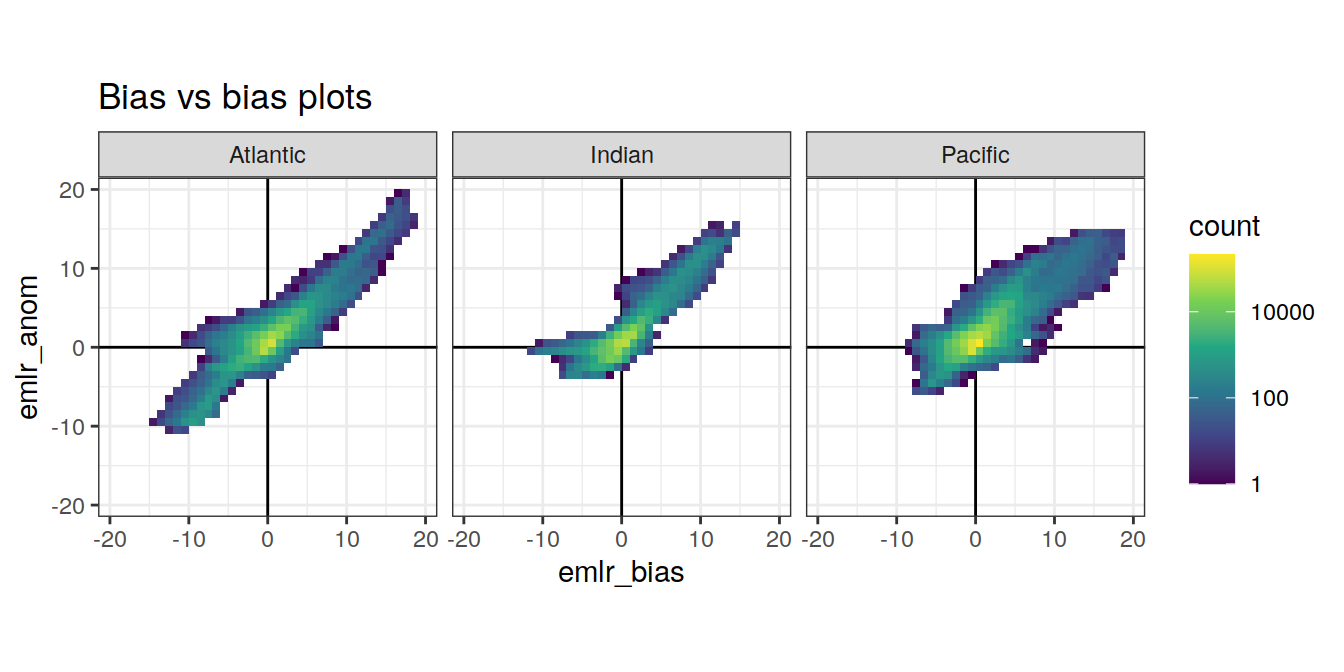 Bias vs bias plots
Atlantic Indian Pacific
20
10
0
-10
-20
-20 -10 0 10 20 -20 -10 0 10 20 -20 -10 0 10 20
emlr_bias
emlr_anom
count
10000
100
1